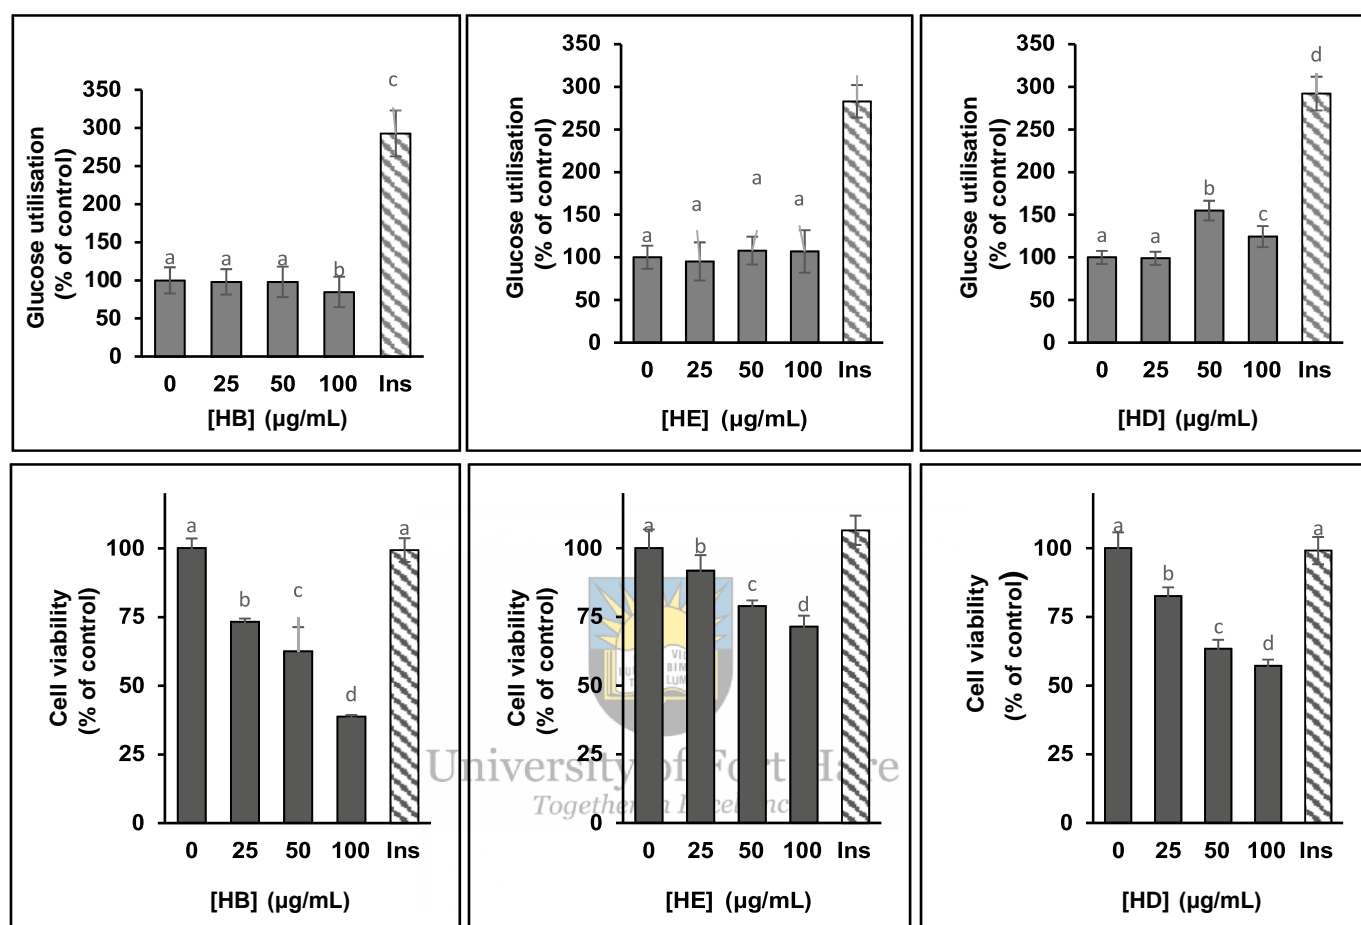 350
300
250
200
150
100
50
0
Glucose utilisation
(% of control)
a
a
a
b
c
0 25 50 100 Ins
[HB] (µg/mL)
350
300
250
200
150
100
50
0
Glucose utilisation
(% of control)
a
a
a
a
0 25 50 100 Ins
[HE] (µg/mL)
350
300
250
200
150
100
50
0
Glucose utilisation
(% of control)
a
a
b
c
d
0 25 50 100 Ins
[HD] (µg/mL)
100
75
50
25
0
Cell viability
(% of control)
a
b
c
d
a
0 25 50 100 Ins
[HB] (µg/mL)
100
75
50
25
0
Cell viability
(% of control)
a
b
c
d
0 25 50 100 Ins
[HE] (µg/mL)
100
75
50
25
0
Cell viability
(% of control)
a
b
c
d
a
0 25 50 100 Ins
[HD] (µg/mL)
University of Fort Hare